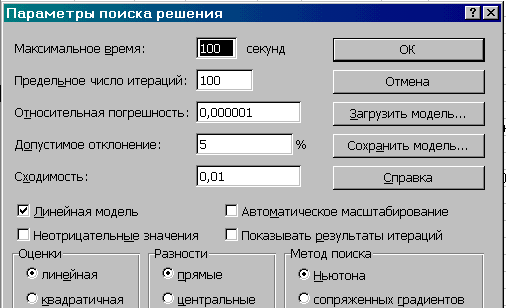 Параметры поиска решения
Максимальное время: 100 секунд OK
Предельное число итераций: 100 Отмена
Относительная погрешность: 0,000001 Загрузить модель...
Допустимое отклонение: 5 % Сохранить модель...
Сходимость: 0,01 Справка
Линейная модель Автоматическое масштабирование
Неотрицательные значения Показывать результаты итераций
Оценки Разности Метод поиска
линейная прямые Ньютона
квадратичная центральные сопряженных градиентов